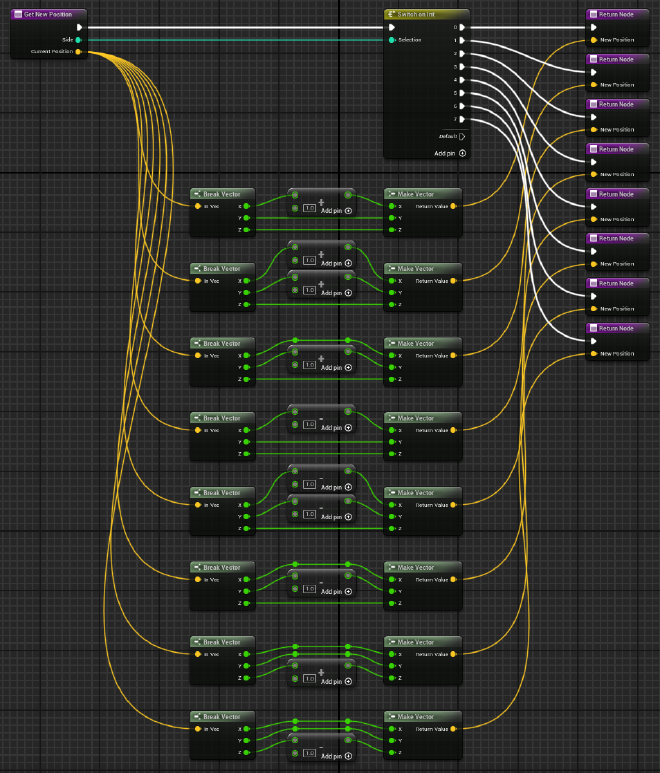 Get New Position
Side
Current Position
Switch on Int
Selection
0
1
2
3
4
5
6
7
Default
Add pin
Return Node
New Position
Return Node
New Position
Return Node
New Position
Return Node
New Position
Return Node
New Position
Return Node
New Position
Return Node
New Position
Return Node
New Position
Break Vector
In Vec
X
Y
Z
+
1.0
Add pin
Make Vector
X
Y
Z
Return Value
Break Vector
In Vec
X
Y
Z
+
1.0
Add pin
+
1.0
Add pin
Make Vector
X
Y
Z
Return Value
Break Vector
In Vec
X
Y
Z
+
1.0
Add pin
Make Vector
X
Y
Z
Return Value
Break Vector
In Vec
X
Y
Z
-
1.0
Add pin
Make Vector
X
Y
Z
Return Value
Break Vector
In Vec
X
Y
Z
-
1.0
Add pin
-
1.0
Add pin
Make Vector
X
Y
Z
Return Value
Break Vector
In Vec
X
Y
Z
-
1.0
Add pin
Make Vector
X
Y
Z
Return Value
Break Vector
In Vec
X
Y
Z
+
1.0
Add pin
Make Vector
X
Y
Z
Return Value
Break Vector
In Vec
X
Y
Z
-
1.0
Add pin
Make Vector
X
Y
Z
Return Value